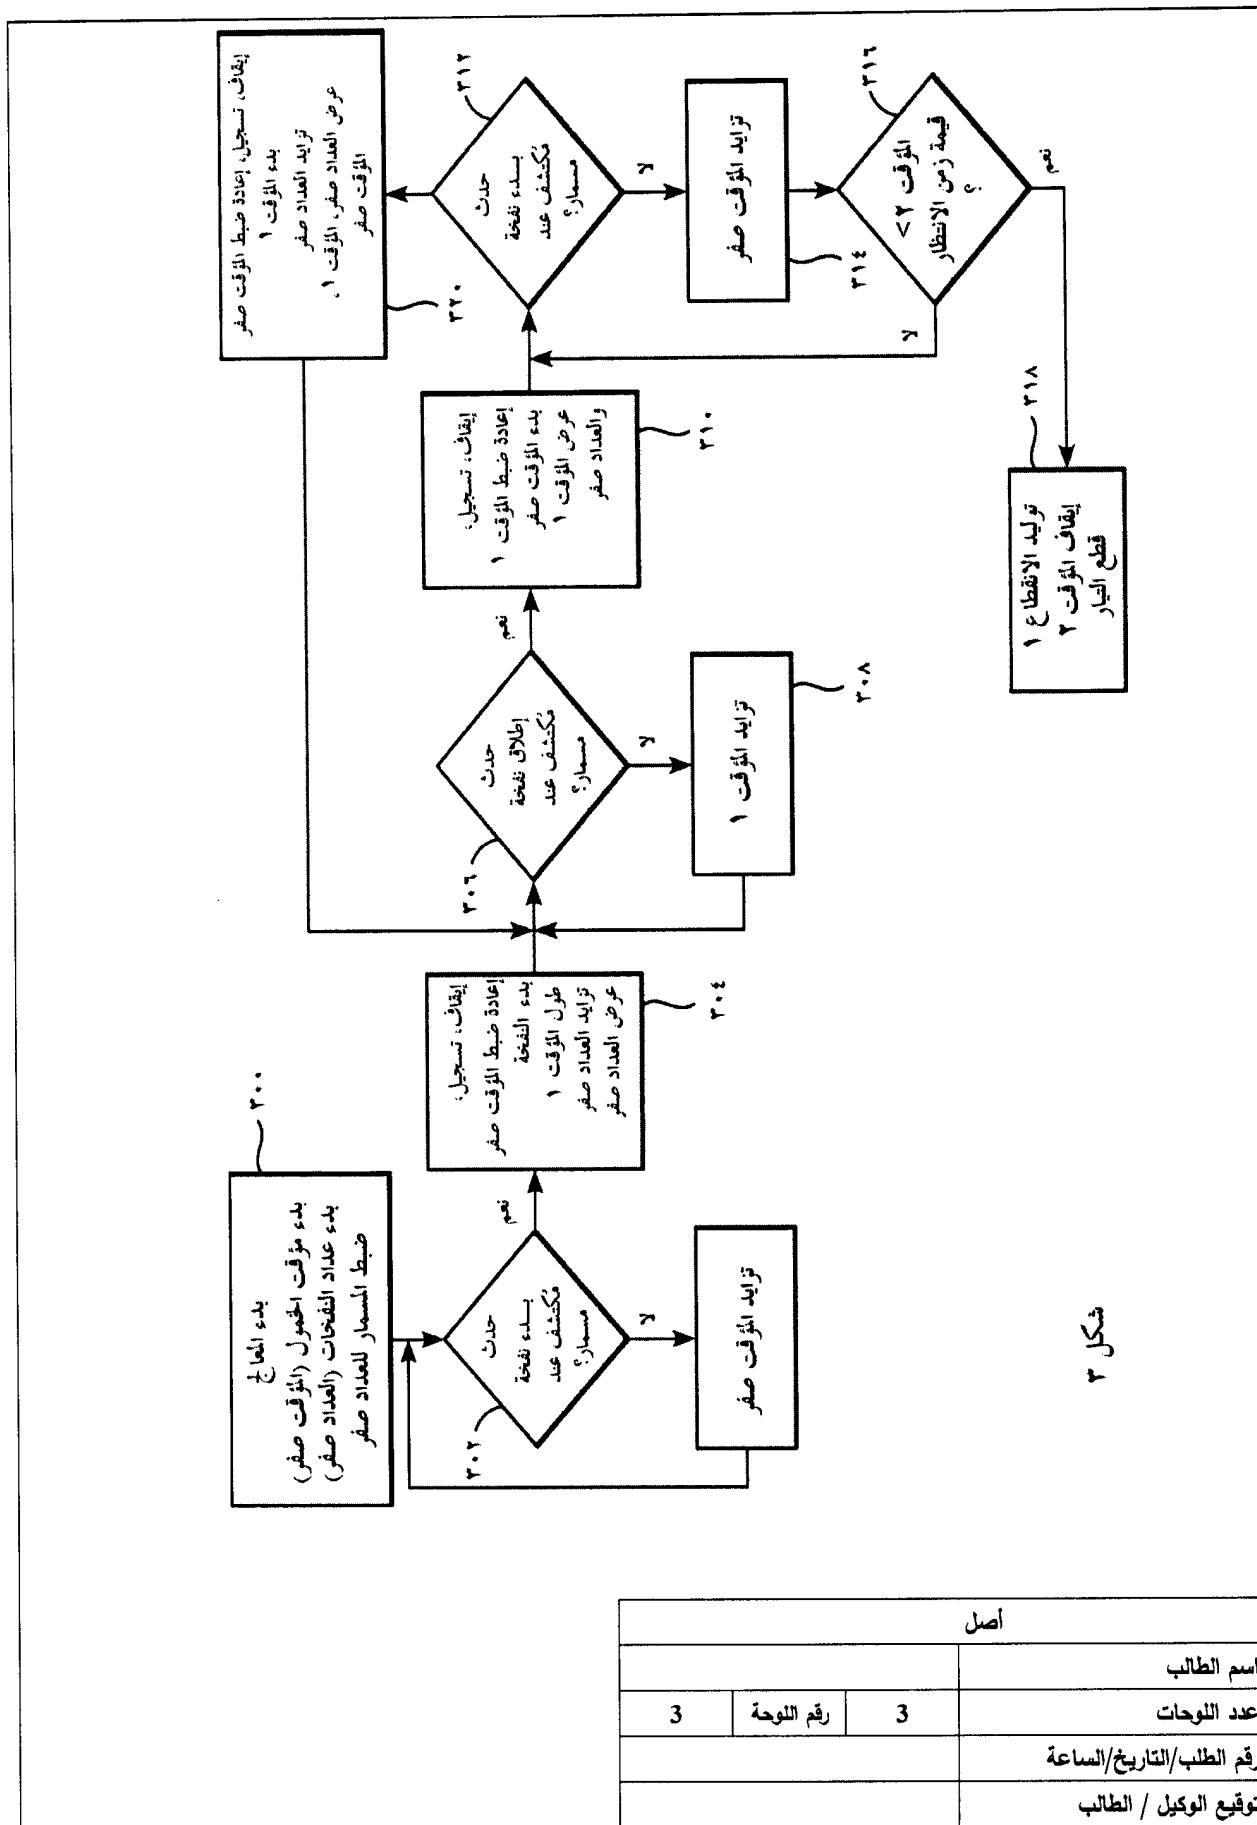 ٣٠٠
بدء المعالج
بدء مؤقت الخمول (المؤقت صفر)
بدء عداد النفخات (العداد صفر)
ضبط المسمار للعداد صفر
٣٠٢
حدث
بدء نفخة
مُكتشف عند
مسمار؟
لا
تزايد المؤقت صفر
نعم
٣٠٤
إيقاف، تسجيل،
إعادة ضبط المؤقت صفر
بدء النفخة
طول المؤقت ١
تزايد العداد صفر
عرض العداد صفر
٣٠٦
حدث
إطلاق نفخة
مُكتشف عند
مسمار؟
لا
٣٠٨
تزايد المؤقت ١
نعم
٣١٠
إيقاف، تسجيل،
إعادة ضبط المؤقت ١
بدء المؤقت صفر
عرض المؤقت ١
والعداد صفر
٣١٢
حدث
بدء نفخة
مُكتشف عند
مسمار؟
لا
٣١٤
تزايد المؤقت صفر
٣١٦
المؤقت ٢ >
قيمة زمن الانتظار
؟
لا
نعم
٣١٨
توليد الانقطاع ١
إيقاف المؤقت ٢
قطع التيار
٣٢٠
إيقاف، تسجيل، إعادة ضبط المؤقت صفر
بدء المؤقت ١
تزايد العداد صفر
عرض العداد صفر، المؤقت ١،
المؤقت صفر
شكل ٣
أصل
اسم الطالب
عدد اللوحات 3 رقم اللوحة 3
رقم الطلب/التاريخ/الساعة
توقيع الوكيل / الطالب